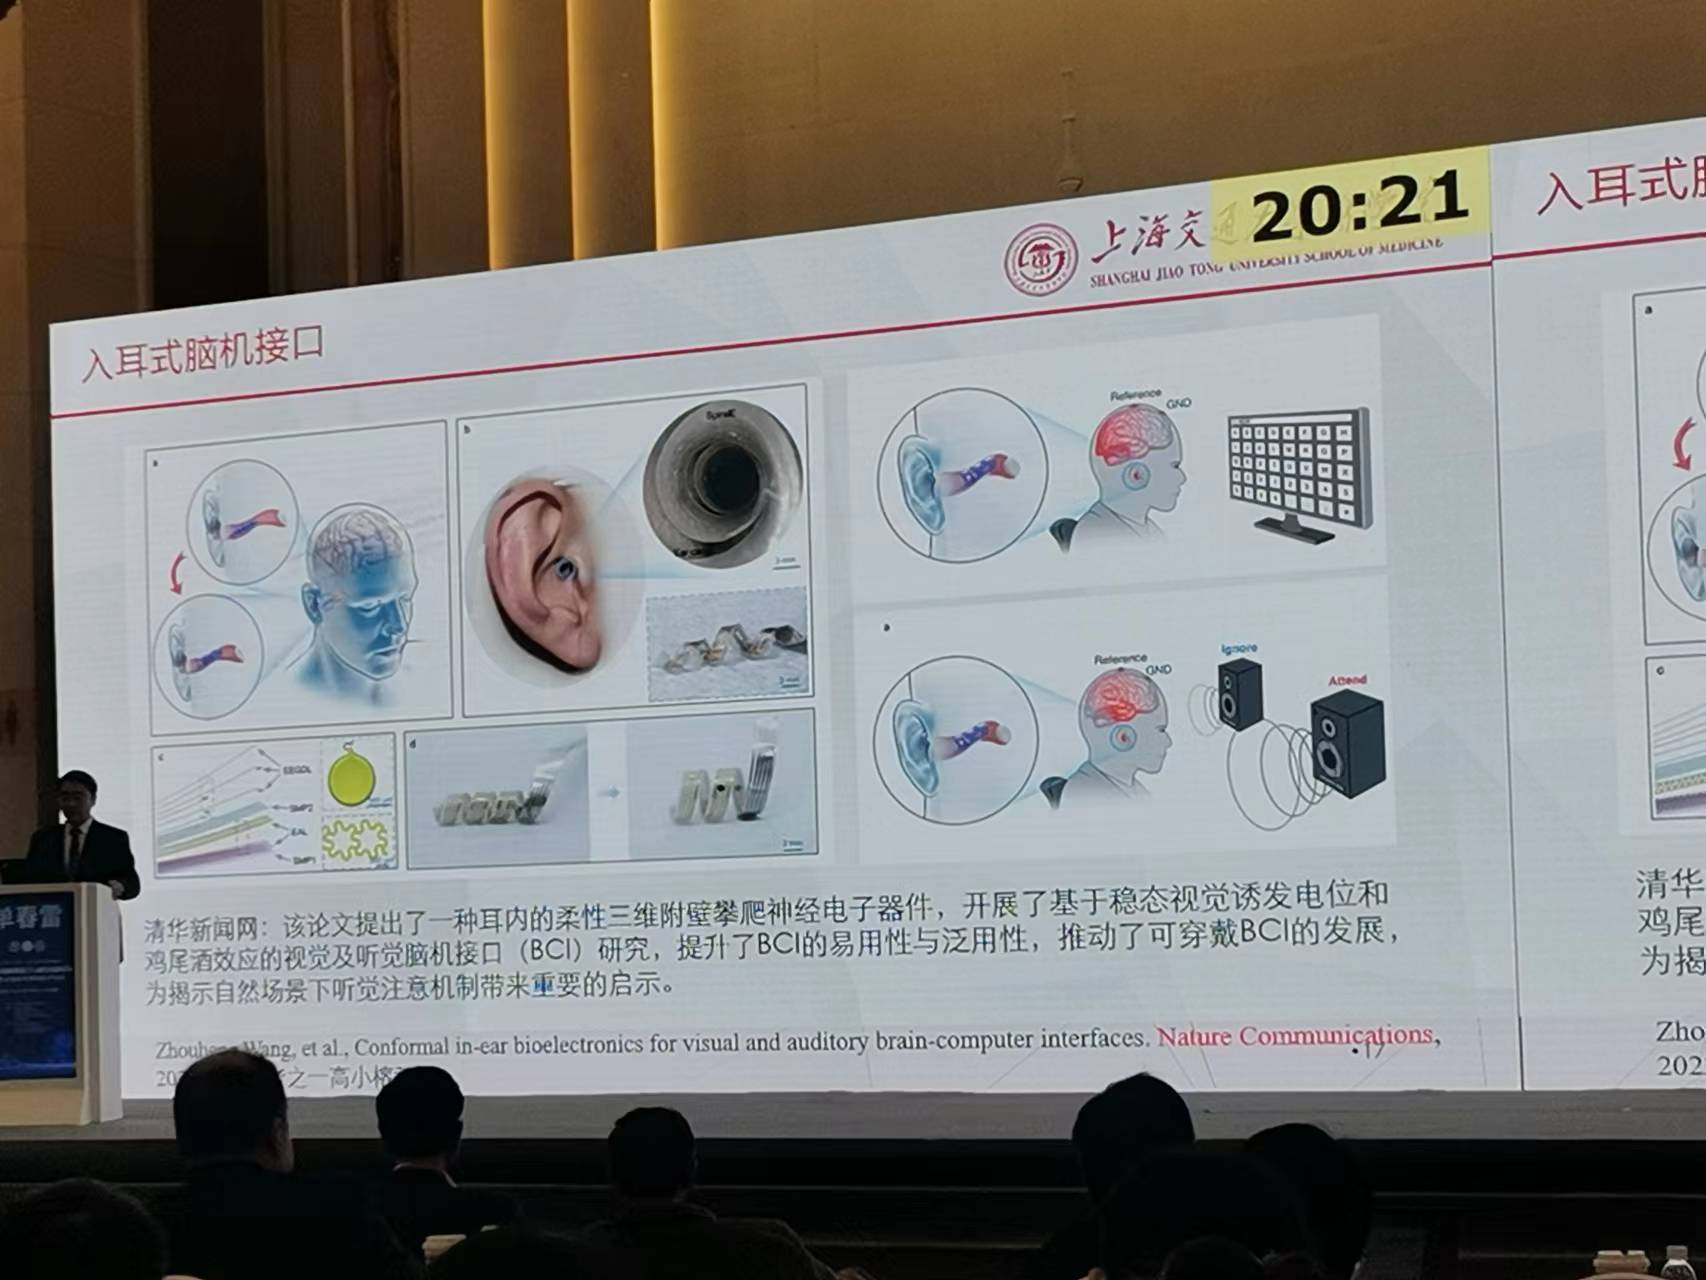 20:21
上海交
SHANGHAI JIAO TONG UNIVERSITY SCHOOL OF MEDICINE
入耳式脑机接口
入耳式
a
b
SpiralE
Ear canal
3 mm
2 mm
c
EEGDL
SMP2
EAL
SMP1
d
2 mm
Reference
GND
a
Reference
GND
Ignore
Attend
清华新闻网：该论文提出了一种耳内的柔性三维附壁攀爬神经电子器件，开展了基于稳态视觉诱发电位和
鸡尾酒效应的视觉及听觉脑机接口（BCI）研究，提升了BCI的易用性与泛用性，推动了可穿戴BCI的发展，
为揭示自然场景下听觉注意机制带来重要的启示。
Wang, et al., Conformal in-ear bioelectronics for visual and auditory brain-computer interfaces. Nature Communications,
之一高小榕
17
a
c
清华
鸡尾
为揭
Zho
202
单春雷